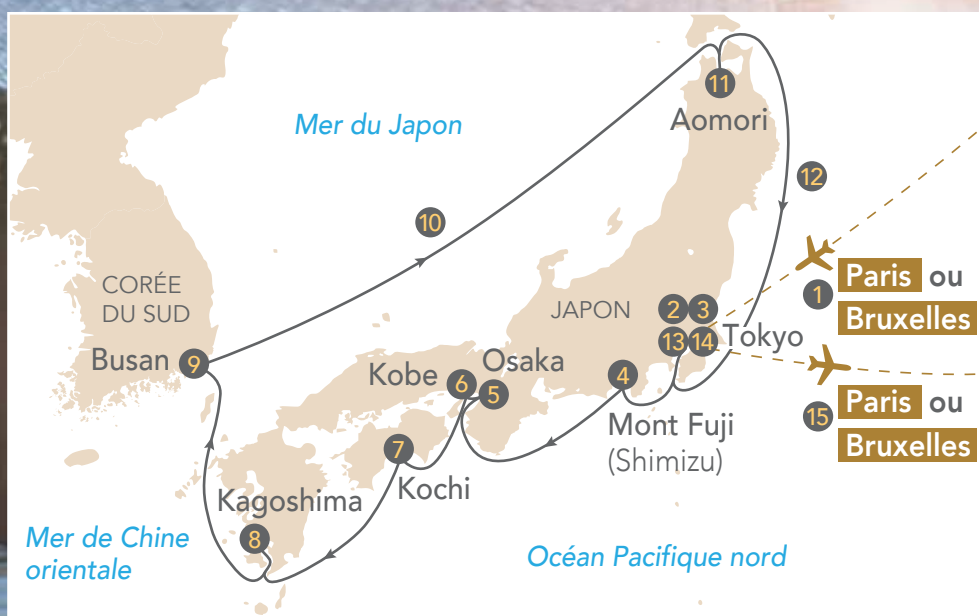 11
Aomori
Mer du Japon
12
10
CORÉE
DU SUD
JAPON
2 3
13 14
Tokyo
1
Paris ou
Bruxelles
15
Paris ou
Bruxelles
Busan 9
Kobe 6
Osaka
5
4
Mont Fuji
(Shimizu)
7
Kochi
Kagoshima
8
Mer de Chine
orientale
Océan Pacifique nord